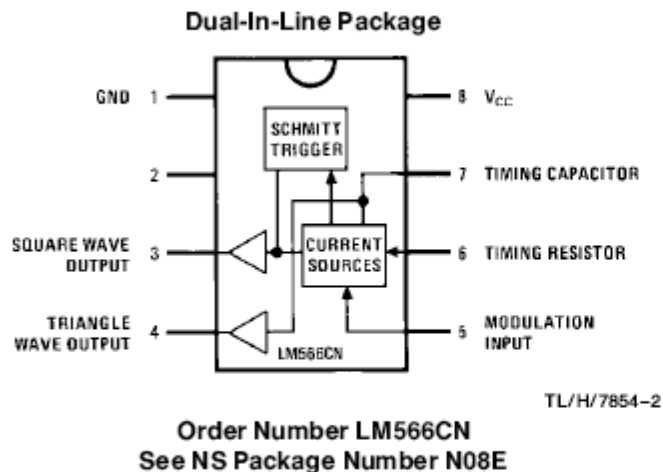 Dual-In-Line Package
GND 1
8 VCC
SCHMITT
TRIGGER
2
7 TIMING CAPACITOR
SQUARE WAVE
OUTPUT
3
CURRENT
SOURCES
6 TIMING RESISTOR
TRIANGLE
WAVE OUTPUT
4
5 MODULATION
INPUT
LM566CN
TL/H/7854–2
Order Number LM566CN
See NS Package Number N08E